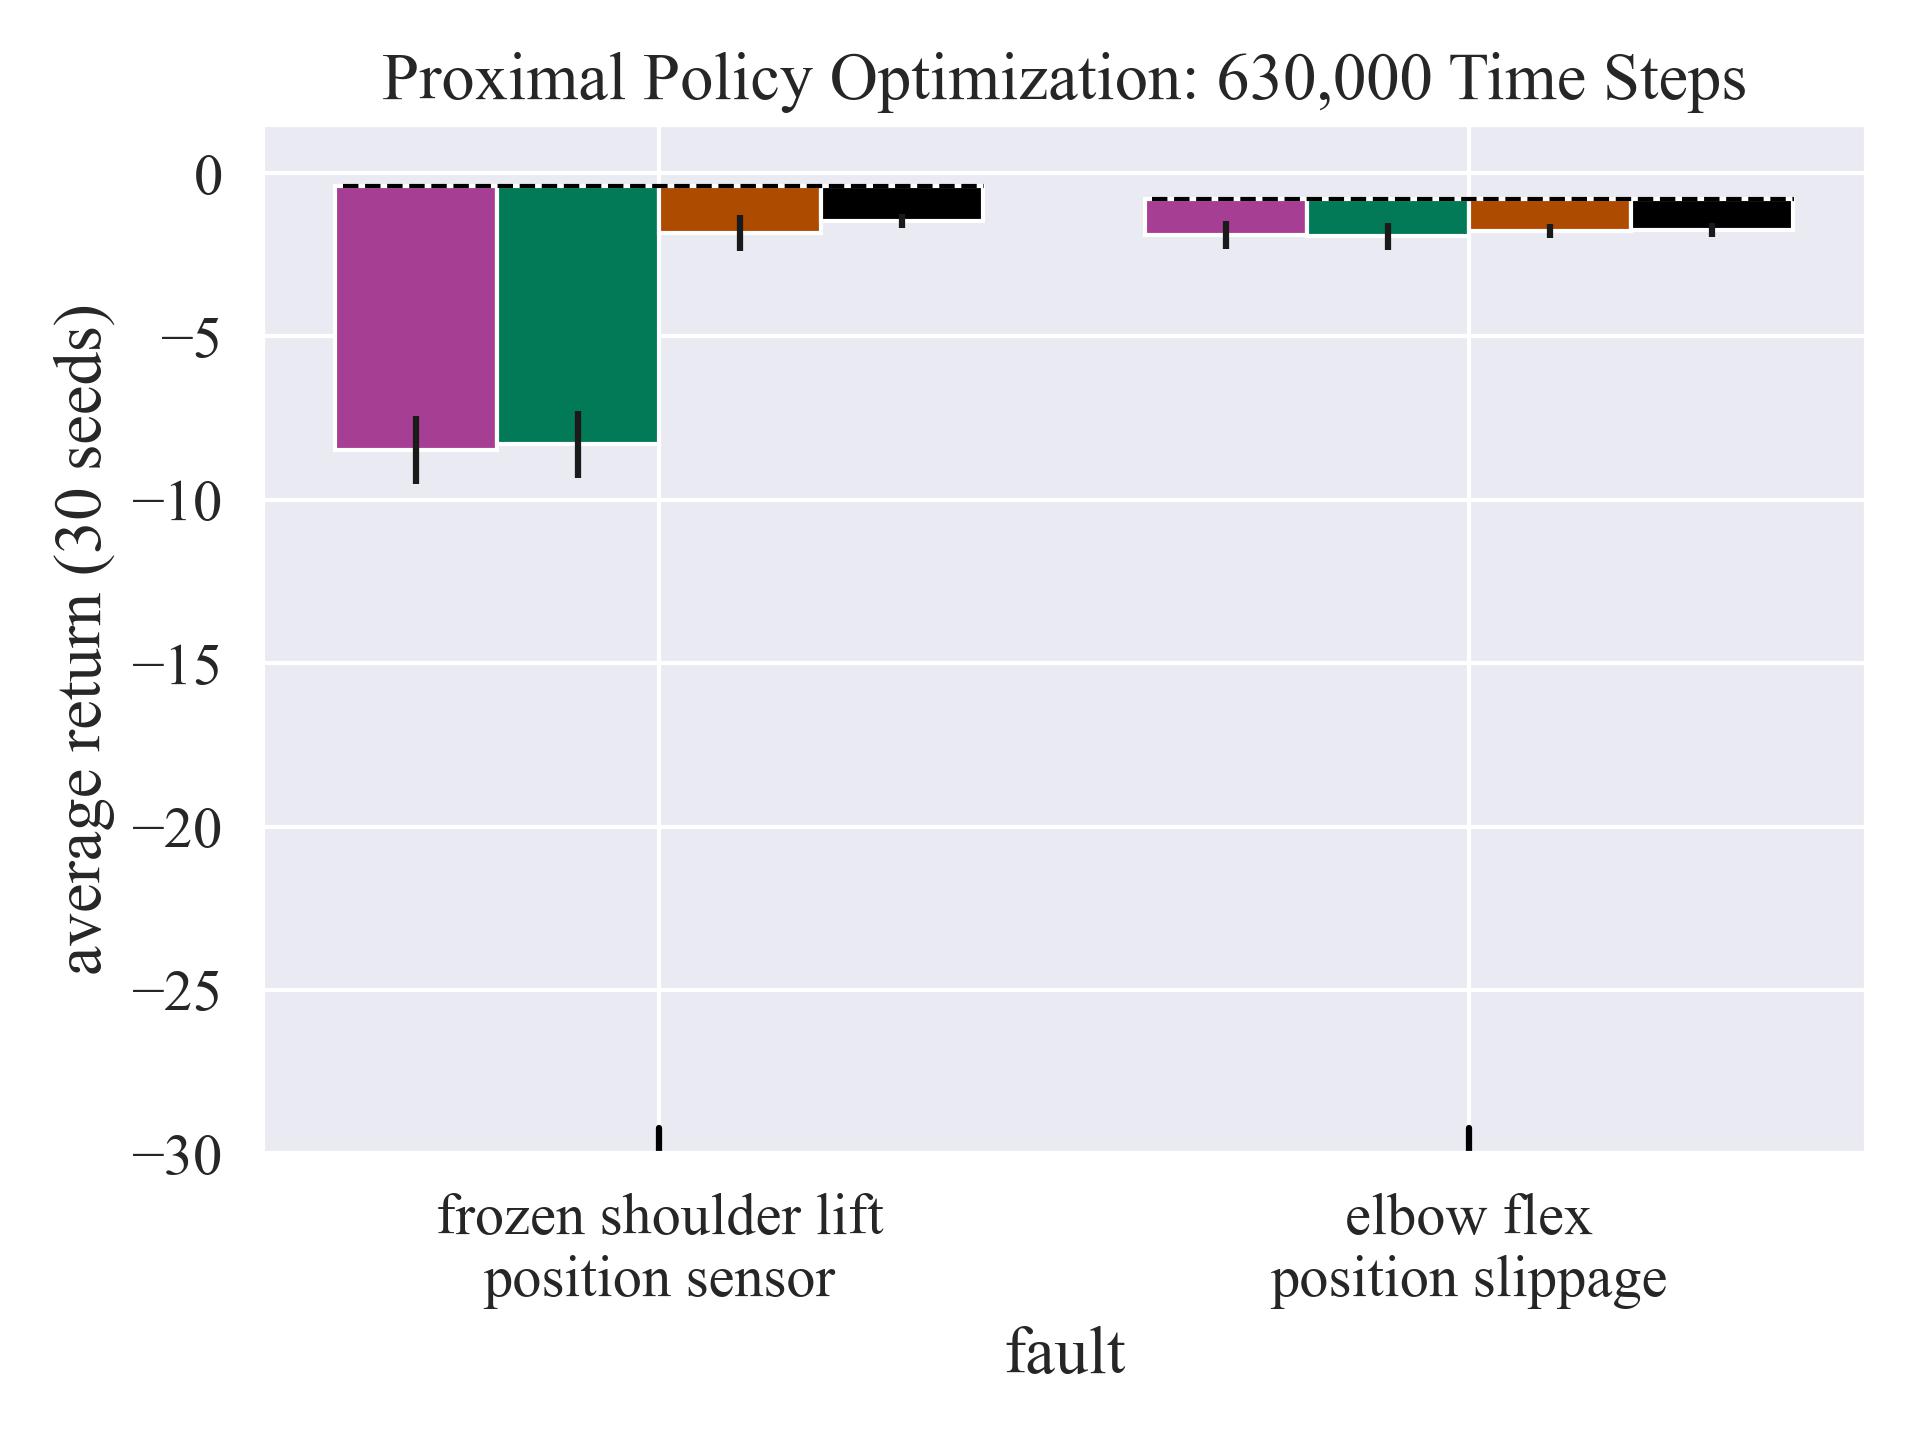 Proximal Policy Optimization: 630,000 Time Steps
average return (30 seeds)
0
−5
−10
−15
−20
−25
−30
frozen shoulder lift
position sensor
elbow flex
position slippage
fault